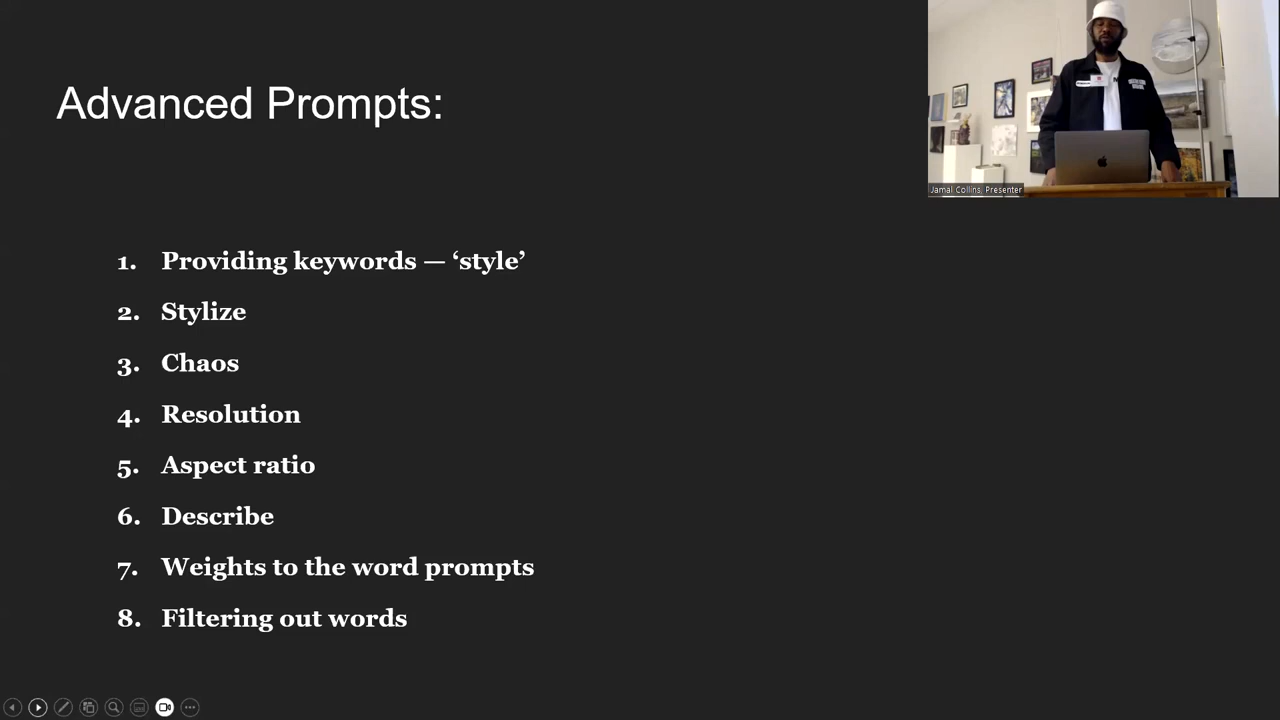 Advanced Prompts:
Jamal Collins, Presenter
1. Providing keywords — ‘style’
2. Stylize
3. Chaos
4. Resolution
5. Aspect ratio
6. Describe
7. Weights to the word prompts
8. Filtering out words